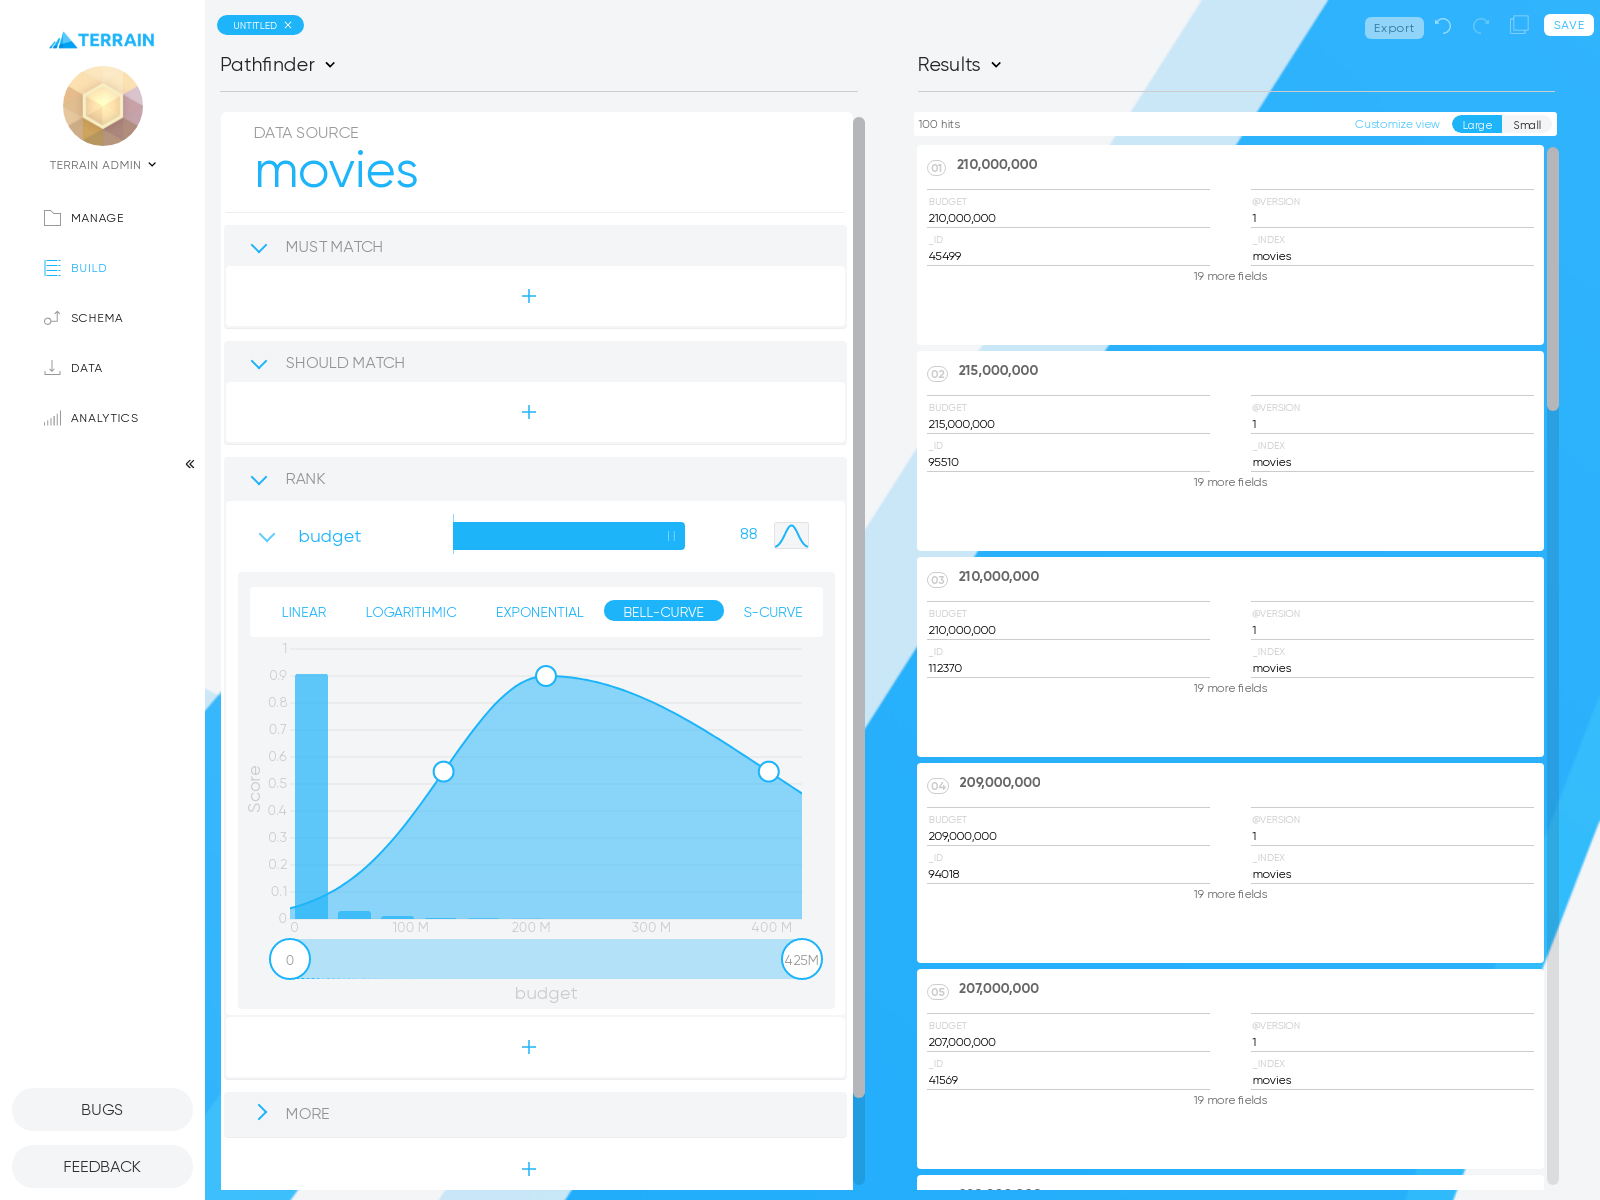 TERRAIN
TERRAIN ADMIN
MANAGE
BUILD
SCHEMA
DATA
ANALYTICS
BUGS
FEEDBACK
UNTITLED
Pathfinder
DATA SOURCE
movies
MUST MATCH
+
SHOULD MATCH
+
RANK
budget
88
LINEAR LOGARITHMIC EXPONENTIAL BELL-CURVE S-CURVE
Score
1
0.9
0.8
0.7
0.6
0.5
0.4
0.3
0.2
0.1
0
0 100 M 200 M 300 M 400 M
0 425M
budget
+
MORE
+
Export
SAVE
Results
100 hits Customize view Large Small
01 210,000,000
BUDGET @VERSION
210,000,000 1
_ID _INDEX
45499 movies
19 more fields
02 215,000,000
BUDGET @VERSION
215,000,000 1
_ID _INDEX
95510 movies
19 more fields
03 210,000,000
BUDGET @VERSION
210,000,000 1
_ID _INDEX
112370 movies
19 more fields
04 209,000,000
BUDGET @VERSION
209,000,000 1
_ID _INDEX
94018 movies
19 more fields
05 207,000,000
BUDGET @VERSION
207,000,000 1
_ID _INDEX
41569 movies
19 more fields